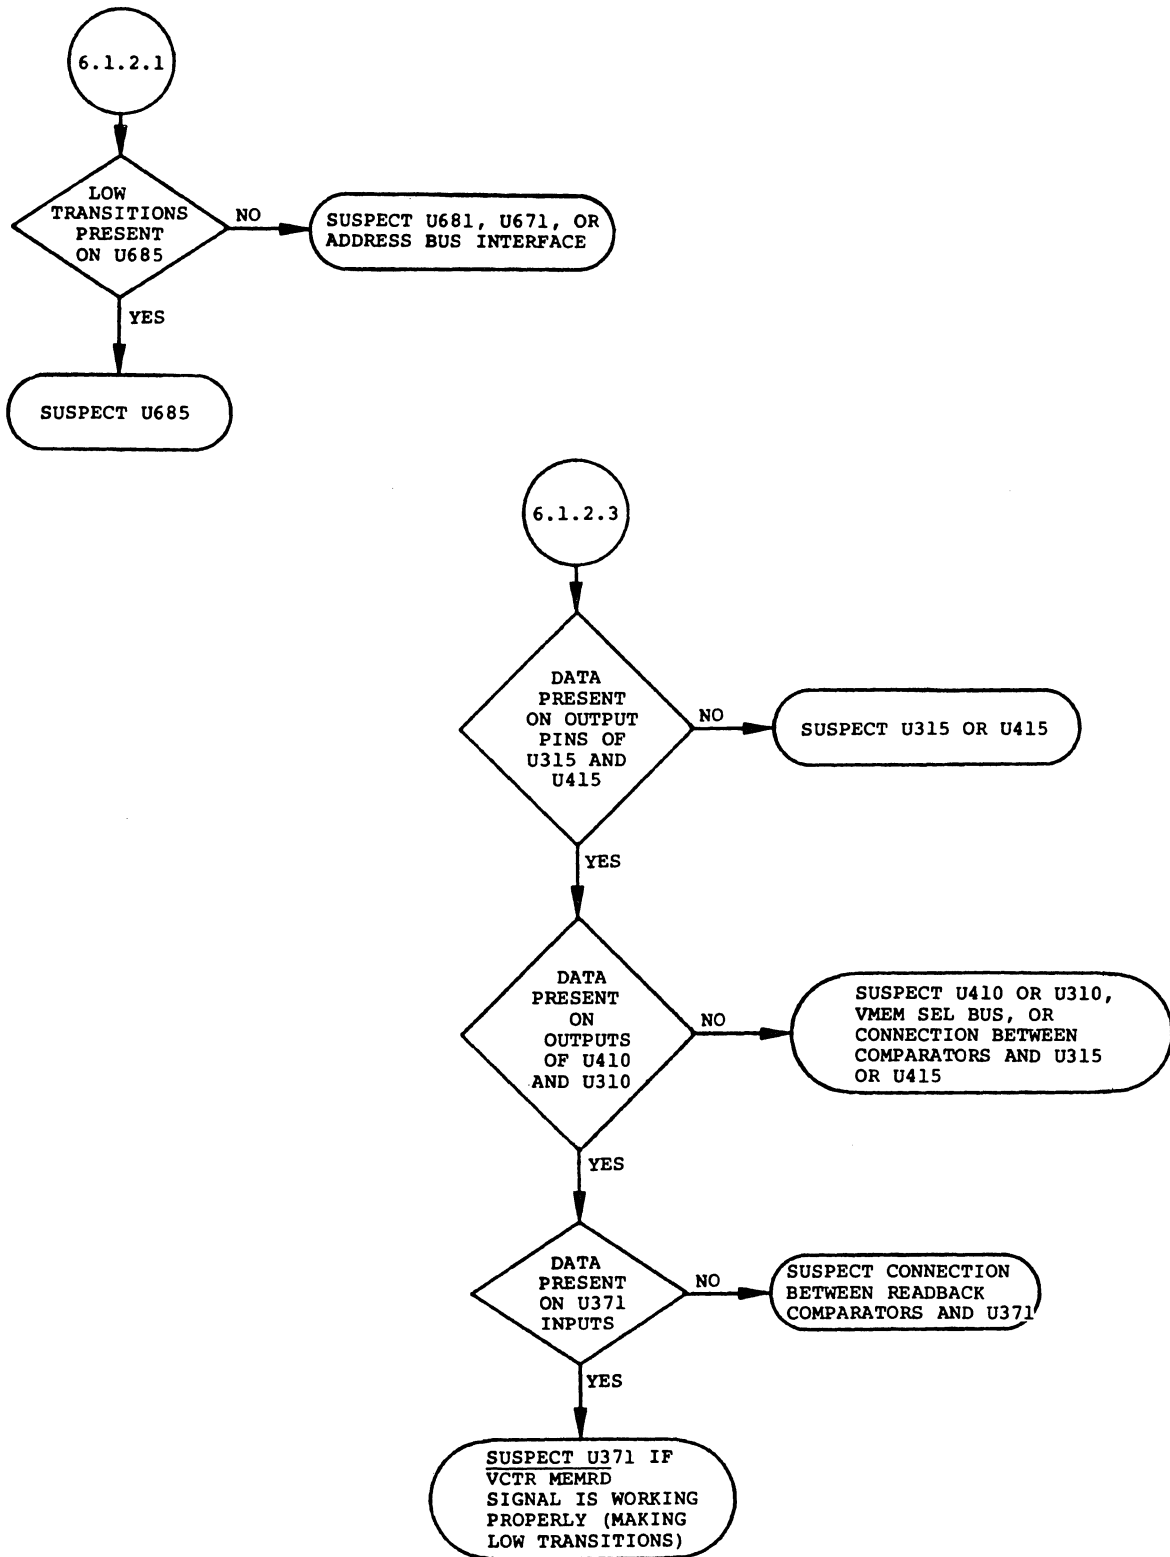 6.1.2.1
LOW
TRANSITIONS
PRESENT
ON U685
NO
SUSPECT U681, U671, OR
ADDRESS BUS INTERFACE
YES
SUSPECT U685
6.1.2.3
DATA
PRESENT
ON OUTPUT
PINS OF
U315 AND
U415
NO
SUSPECT U315 OR U415
YES
DATA
PRESENT
ON
OUTPUTS
OF U410
AND U310
NO
SUSPECT U410 OR U310,
VMEM SEL BUS, OR
CONNECTION BETWEEN
COMPARATORS AND U315
OR U415
YES
DATA
PRESENT
ON U371
INPUTS
NO
SUSPECT CONNECTION
BETWEEN READBACK
COMPARATORS AND U371
YES
SUSPECT U371 IF
VCTR MEMRD
SIGNAL IS WORKING
PROPERLY (MAKING
LOW TRANSITIONS)